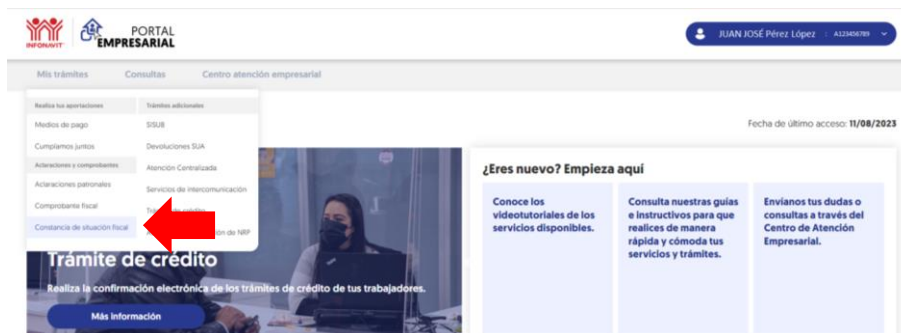 INFONAVIT
PORTAL
EMPRESARIAL
JUAN JOSÉ Pérez López : A123456789
Mis trámites Consultas Centro atención empresarial
Realiza tus aportaciones
Medios de pago
Cumplamos juntos
Aclaraciones y comprobantes
Aclaraciones patronales
Comprobante fiscal
Constancia de situación fiscal
Trámites adicionales
SISUB
Devoluciones SUA
Atención Centralizada
Servicios de intercomunicación
de crédito
ón de NRP
Fecha de último acceso: 11/08/2023
Trámite de crédito
Realiza la confirmación electrónica de los trámites de crédito de tus trabajadores.
Más información
¿Eres nuevo? Empieza aquí
Conoce los
videotutoriales de los
servicios disponibles.
Consulta nuestras guías
e instructivos para que
realices de manera
rápida y cómoda tus
servicios y trámites.
Envíanos tus dudas o
consultas a través del
Centro de Atención
Empresarial.